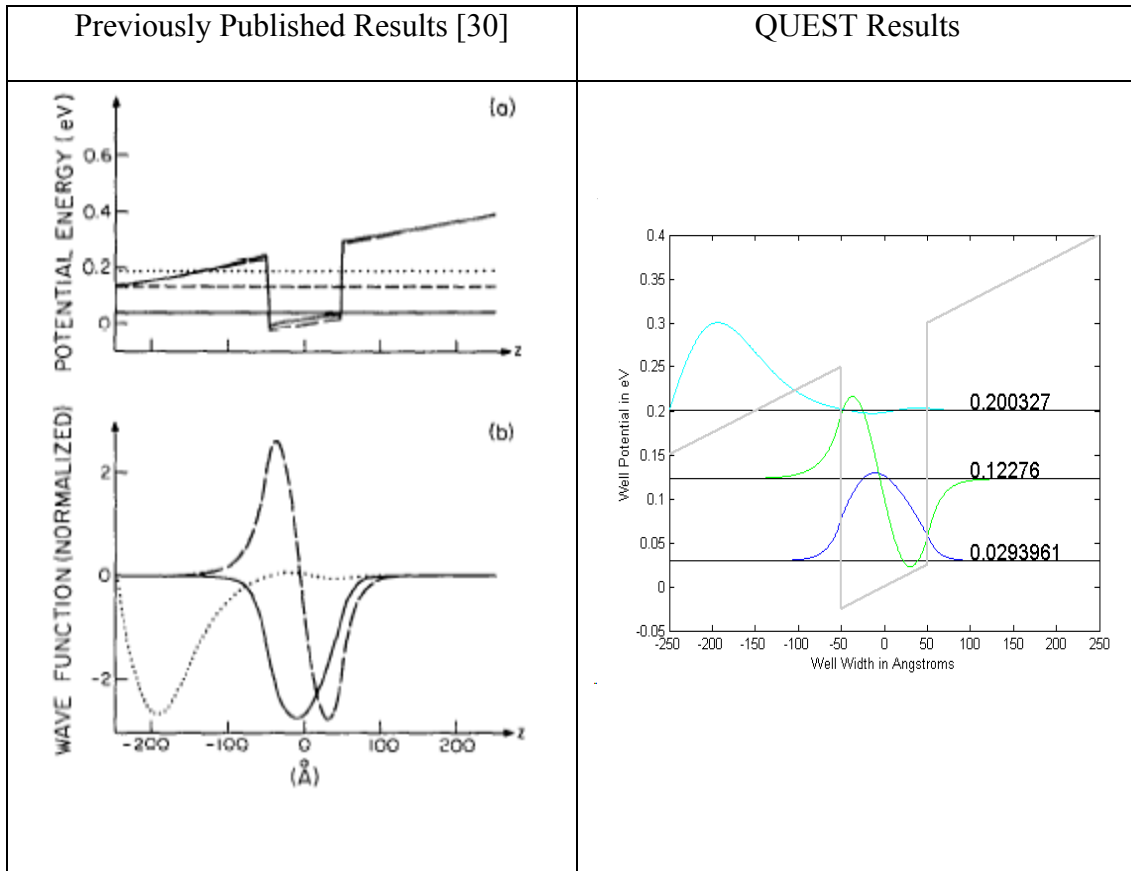 Previously Published Results [30]
QUEST Results
(a)
POTENTIAL ENERGY (eV)
0.6
0.4
0.2
0
z
(b)
WAVE FUNCTION (NORMALIZED)
2
0
-2
-200 -100 0 100 200
z
(Å)
0.4
0.35
0.3
0.25
0.2
0.15
0.1
0.05
0
-0.05
0.200327
0.12276
0.0293961
-250 -200 -150 -100 -50 0 50 100 150 200 250
Well Potential in eV
Well Width in Angstroms